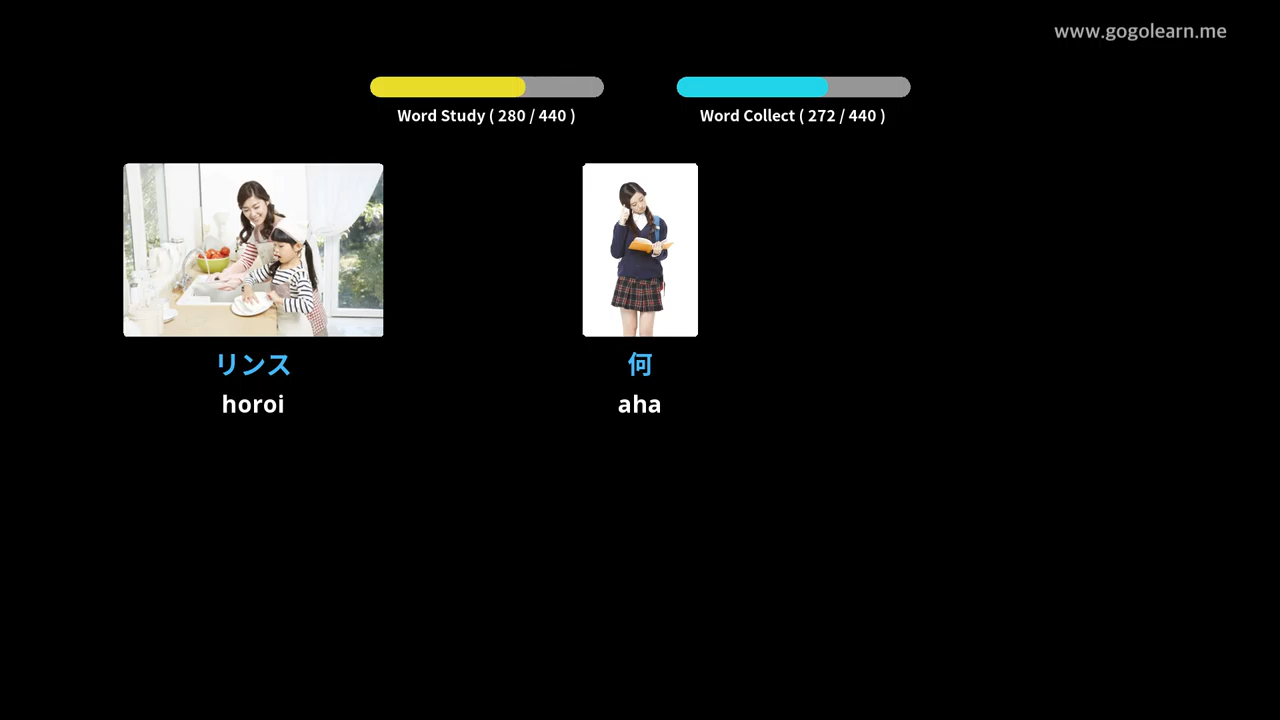 www.gogolearn.me
Word Study ( 280 / 440 )
Word Collect ( 272 / 440 )
リンス
horoi
何
aha